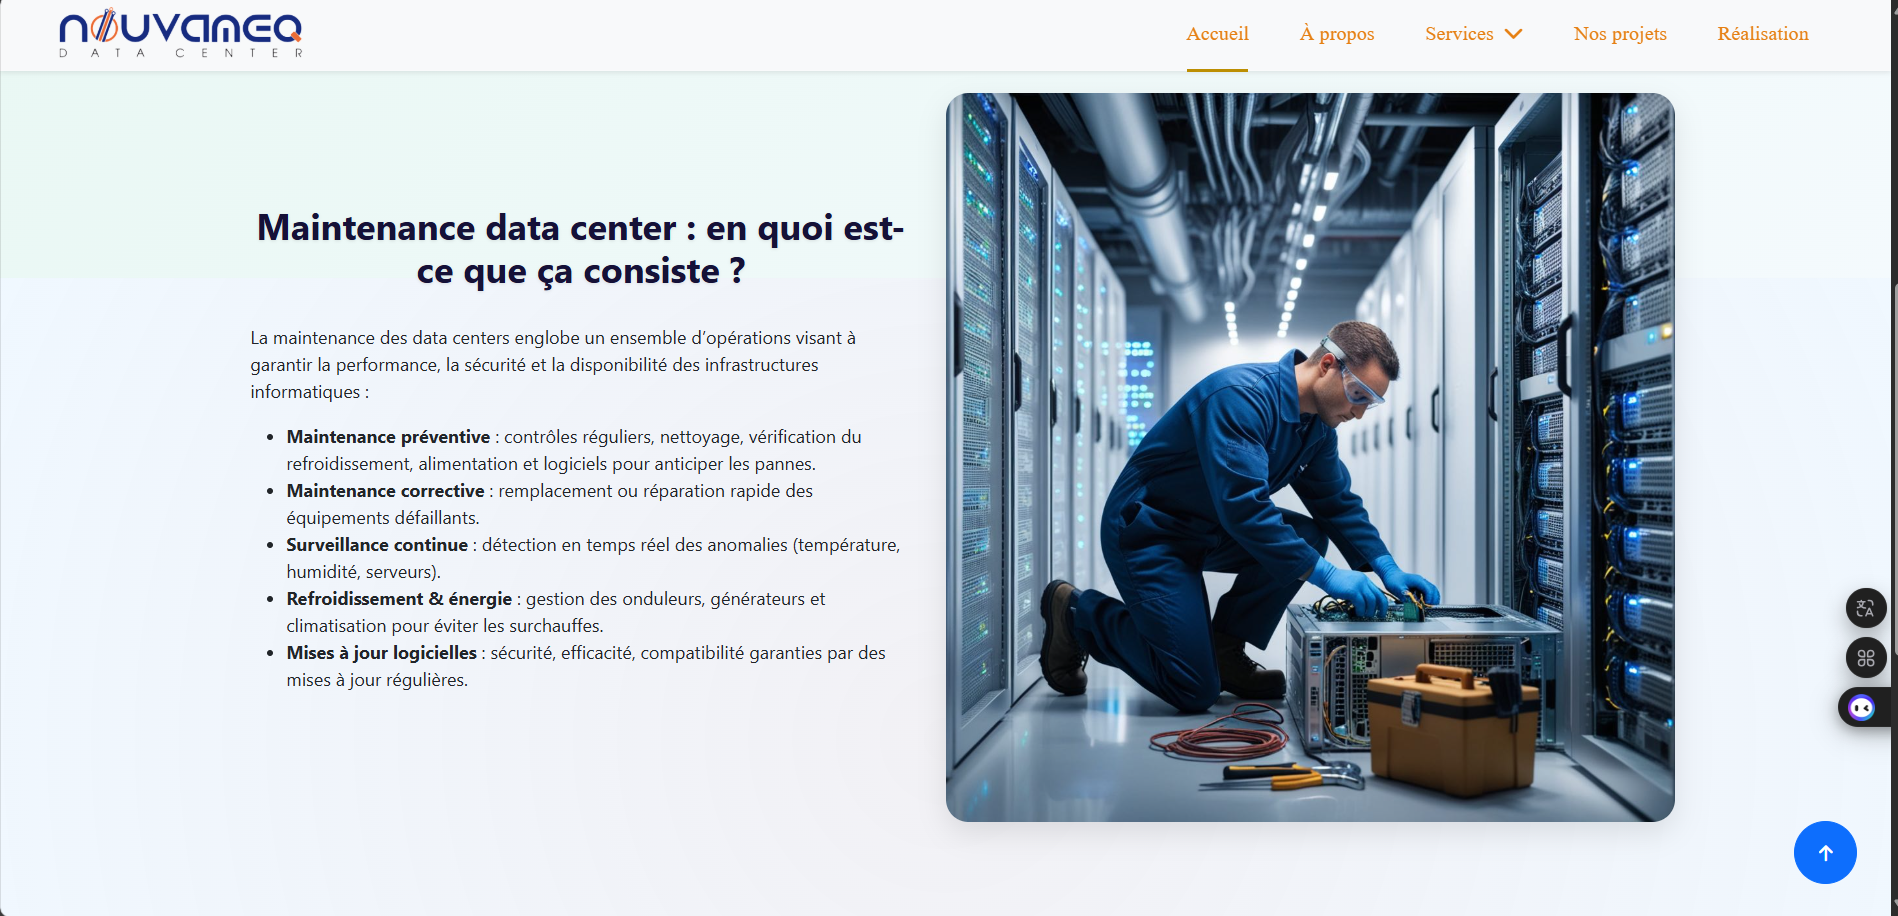 nouvameq
DATA CENTER
Accueil
À propos
Services
Nos projets
Réalisation
Maintenance data center : en quoi est-
ce que ça consiste ?
La maintenance des data centers englobe un ensemble d’opérations visant à
garantir la performance, la sécurité et la disponibilité des infrastructures
informatiques :
• Maintenance préventive : contrôles réguliers, nettoyage, vérification du
refroidissement, alimentation et logiciels pour anticiper les pannes.
• Maintenance corrective : remplacement ou réparation rapide des
équipements défaillants.
• Surveillance continue : détection en temps réel des anomalies (température,
humidité, serveurs).
• Refroidissement & énergie : gestion des onduleurs, générateurs et
climatisation pour éviter les surchauffes.
• Mises à jour logicielles : sécurité, efficacité, compatibilité garanties par des
mises à jour régulières.